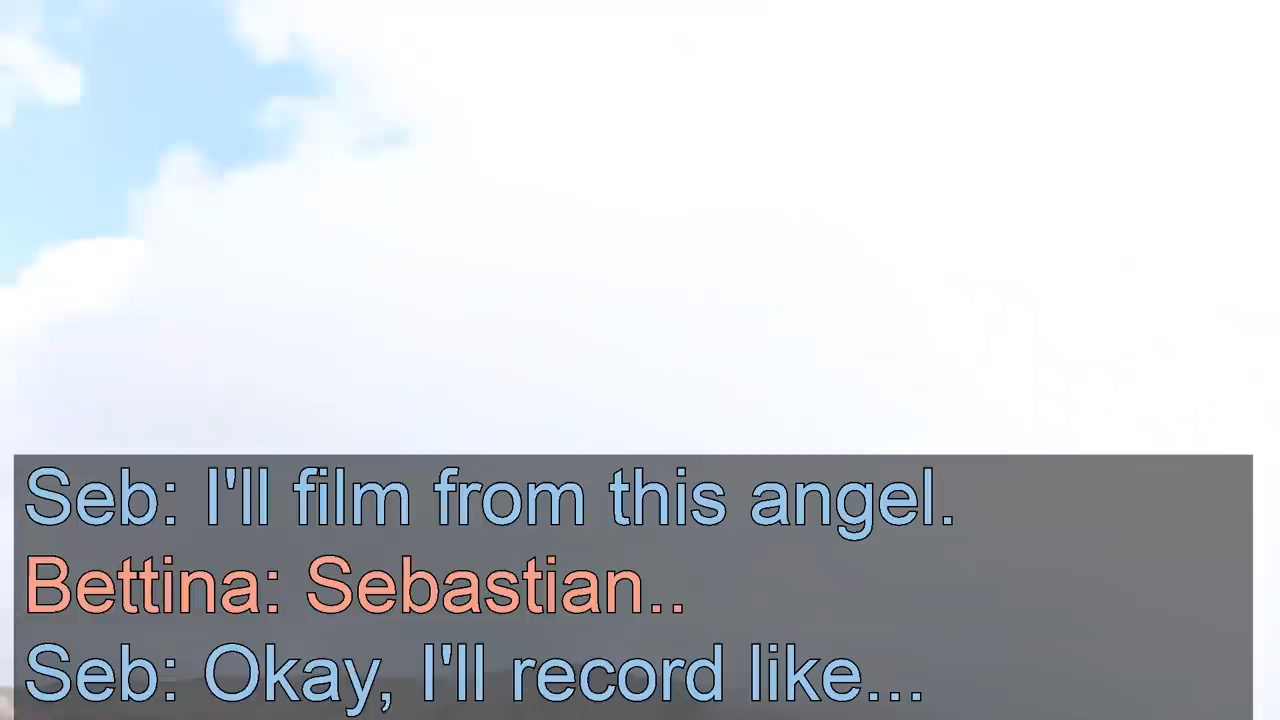 Seb: I'll film from this angel.
Bettina: Sebastian..
Seb: Okay, I'll record like...